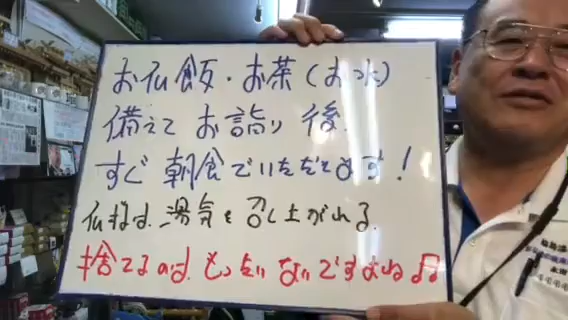 お仏飯・お茶(お水)
備えてお詣り後
すぐ朝食でいただきます!
仏様は、湯気を召し上がれる
捨てるのは、もったいないですよね♫